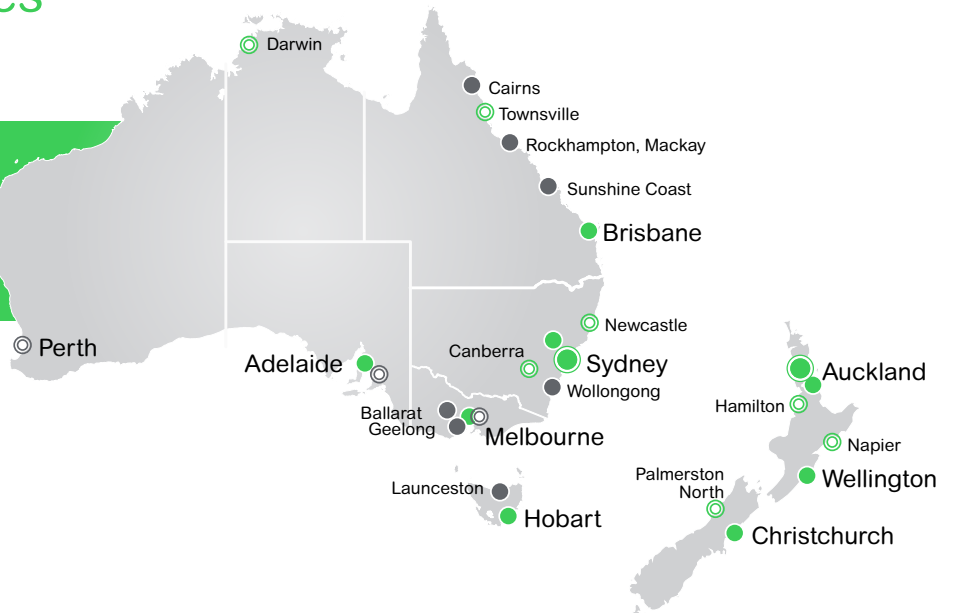 Darwin
Cairns
Townsville
Rockhampton, Mackay
Sunshine Coast
Brisbane
Newcastle
Perth
Adelaide
Canberra
Sydney
Wollongong
Auckland
Hamilton
Ballarat
Geelong
Melbourne
Napier
Launceston
Palmerston
North
Wellington
Hobart
Christchurch